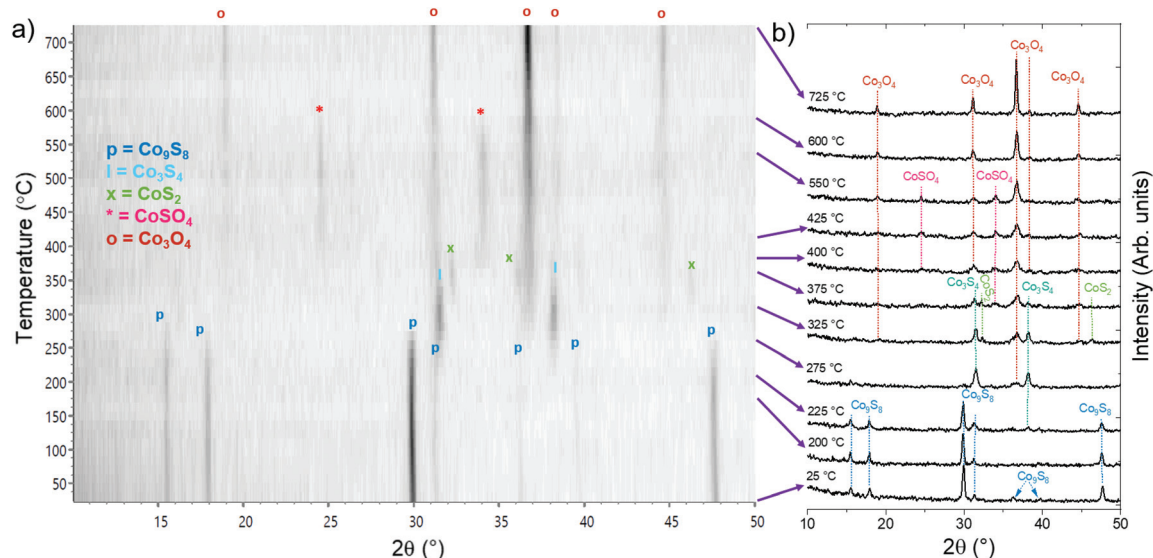 a)
o o o o o
Temperature (°C)
700
650
600
550
500
450
400
350
300
250
200
150
100
50
* *
p = Co₉S₈
l = Co₃S₄
x = CoS₂
* = CoSO₄
o = Co₃O₄
x x x
l l
p p p p p p p
15 20 25 30 35 40 45 50
2θ (°)
b)
Co₃O₄ Co₃O₄ Co₃O₄ Co₃O₄
725 °C
600 °C
550 °C CoSO₄ CoSO₄
425 °C
400 °C
375 °C Co₃S₄ CoS₂ Co₃S₄ CoS₂
325 °C
275 °C
225 °C Co₉S₈ Co₉S₈ Co₉S₈
200 °C
25 °C Co₉S₈
10 20 30 40 50
2θ (°)
Intensity (Arb. units)